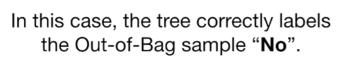 In this case, the tree correctly labels
the Out-of-Bag sample “No”.